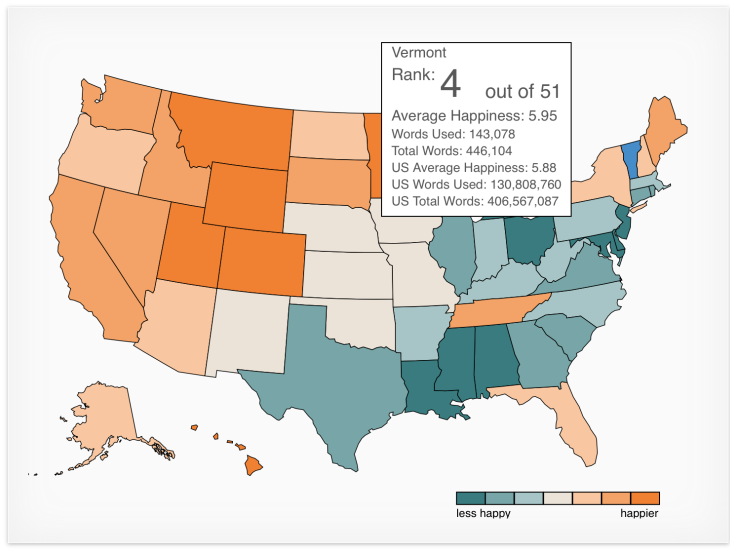 Vermont
Rank: 4 out of 51
Average Happiness: 5.95
Words Used: 143,078
Total Words: 446,104
US Average Happiness: 5.88
US Words Used: 130,808,760
US Total Words: 406,567,087
less happy happier